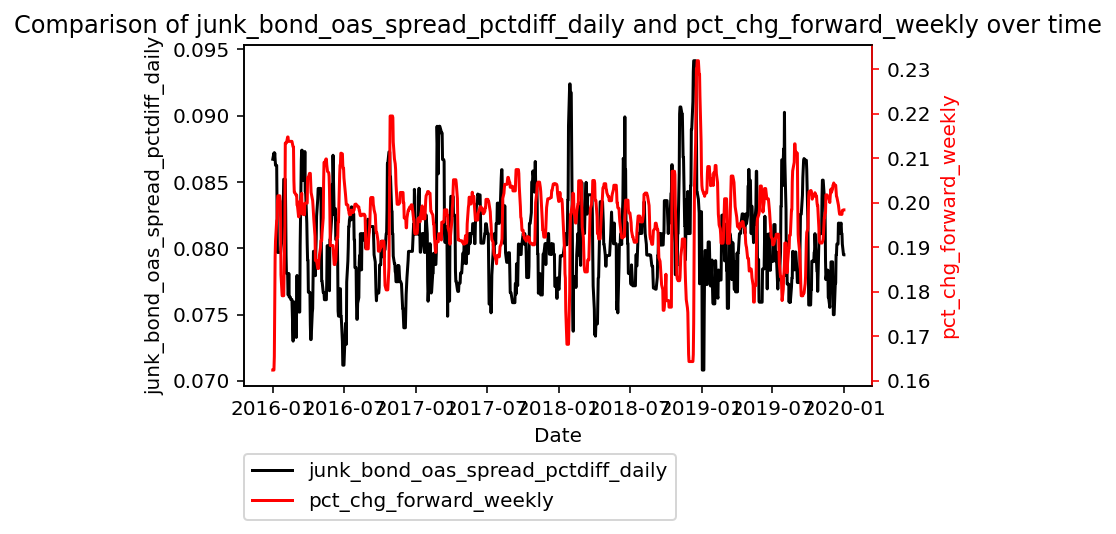 Comparison of junk_bond_oas_spread_pctdiff_daily and pct_chg_forward_weekly over time
junk_bond_oas_spread_pctdiff_daily
0.095
0.090
0.085
0.080
0.075
0.070
0.23
0.22
0.21
0.20
0.19
0.18
0.17
0.16
pct_chg_forward_weekly
2016-01 2016-07 2017-01 2017-07 2018-01 2018-07 2019-01 2019-07 2020-01
Date
junk_bond_oas_spread_pctdiff_daily
pct_chg_forward_weekly